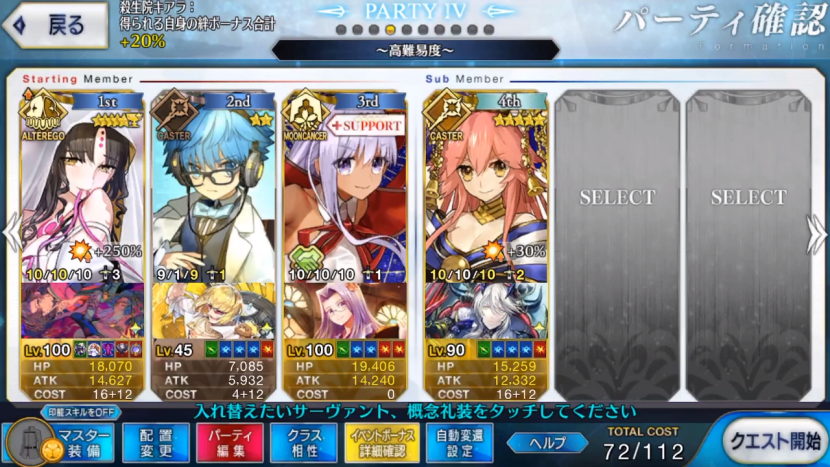 戻る
殺生院キアラ:
得られる自身の絆ボーナス合計
+20%
PARTY IV
～高難易度～
パーティ確認
Formation
Starting Member
Sub Member
1st
2nd
3rd
4th
ALTEREGO
CASTER
MOONCANCER
+SUPPORT
CASTER
SELECT
SELECT
+250%
+30%
10/10/10 3
9/1/9 1
10/10/10 1
10/10/10 2
Lv.100
Lv.45
Lv.100
Lv.90
HP 18,070
HP 7,085
HP 19,406
HP 15,259
ATK 14,627
ATK 5,932
ATK 14,240
ATK 12,332
COST 16+12
COST 4+12
COST 0
COST 16+12
印籠スキルをOFF
入れ替えたいサーヴァント、概念礼装をタッチしてください
マスター装備
配置変更
パーティ編集
クラス相性
イベントボーナス詳細確認
自動変還設定
ヘルプ
TOTAL COST
72/112
クエスト開始